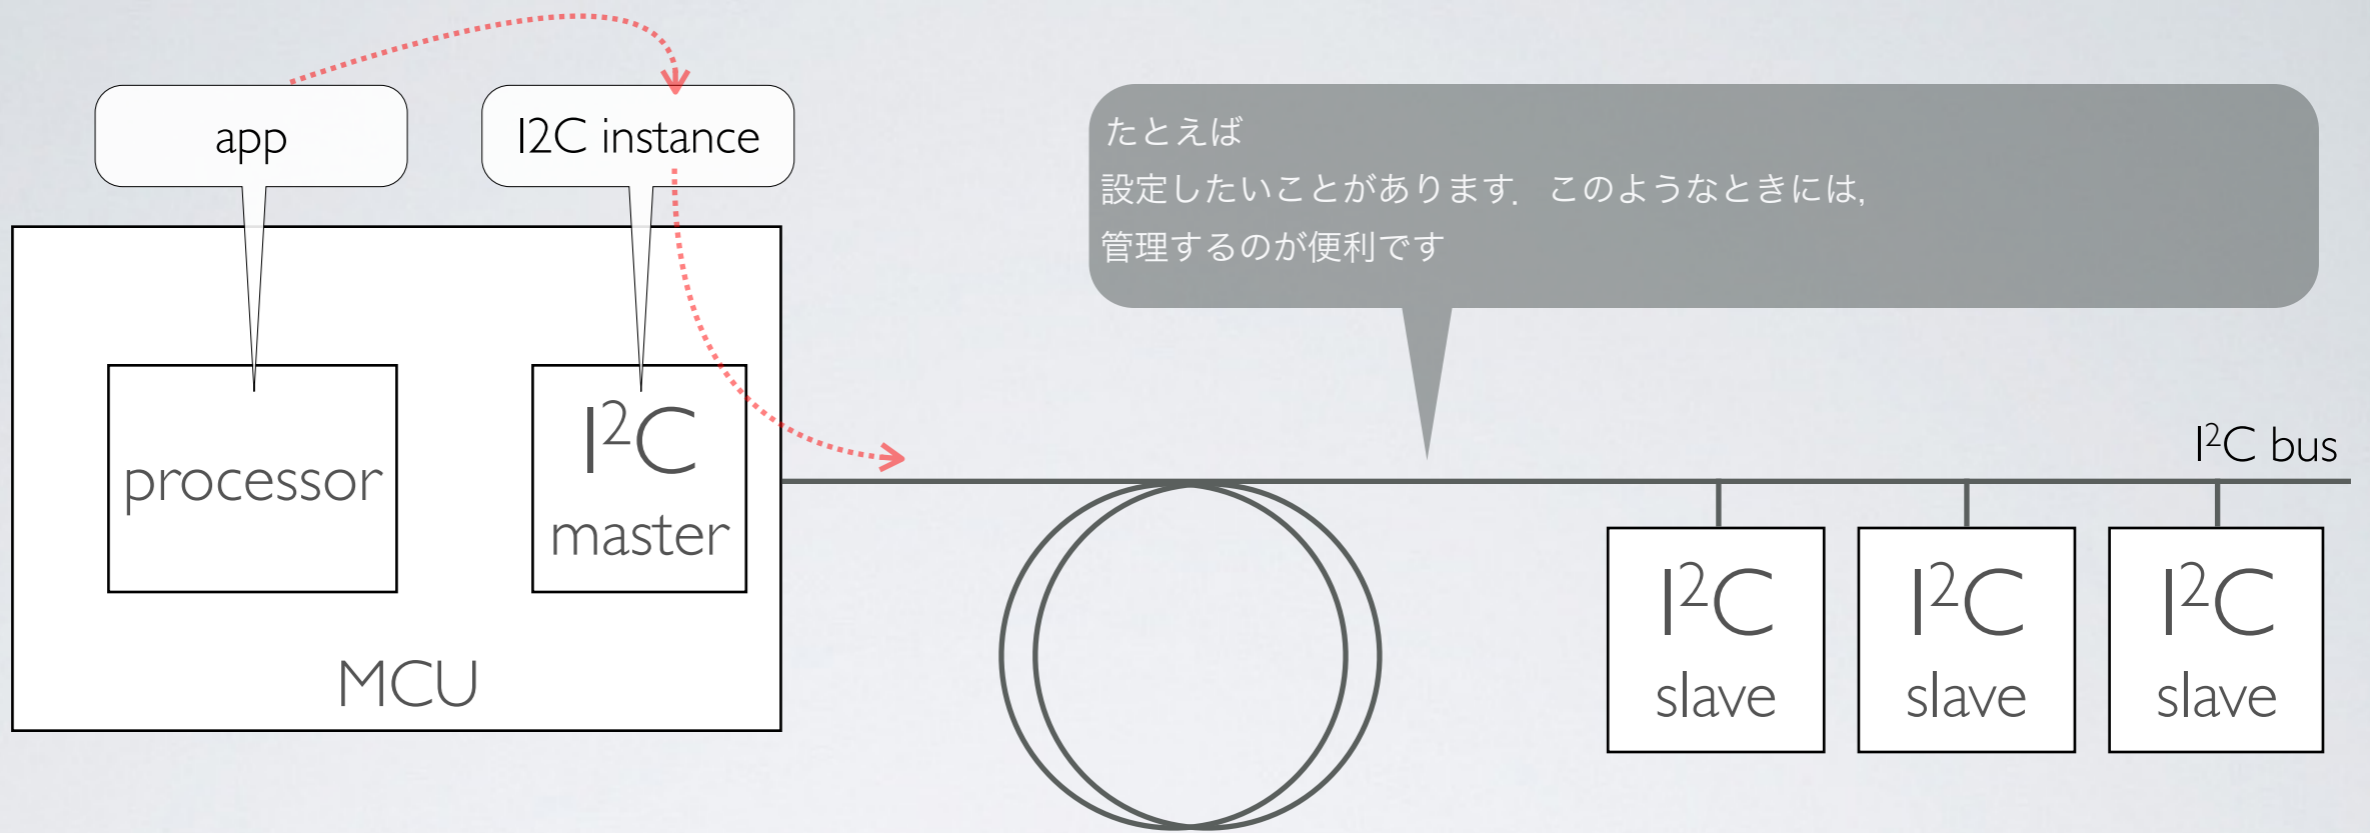 app
I2C instance
たとえば
設定したいことがあります．このようなときには,
管理するのが便利です
processor
I²C
master
MCU
I²C bus
I²C
slave
I²C
slave
I²C
slave